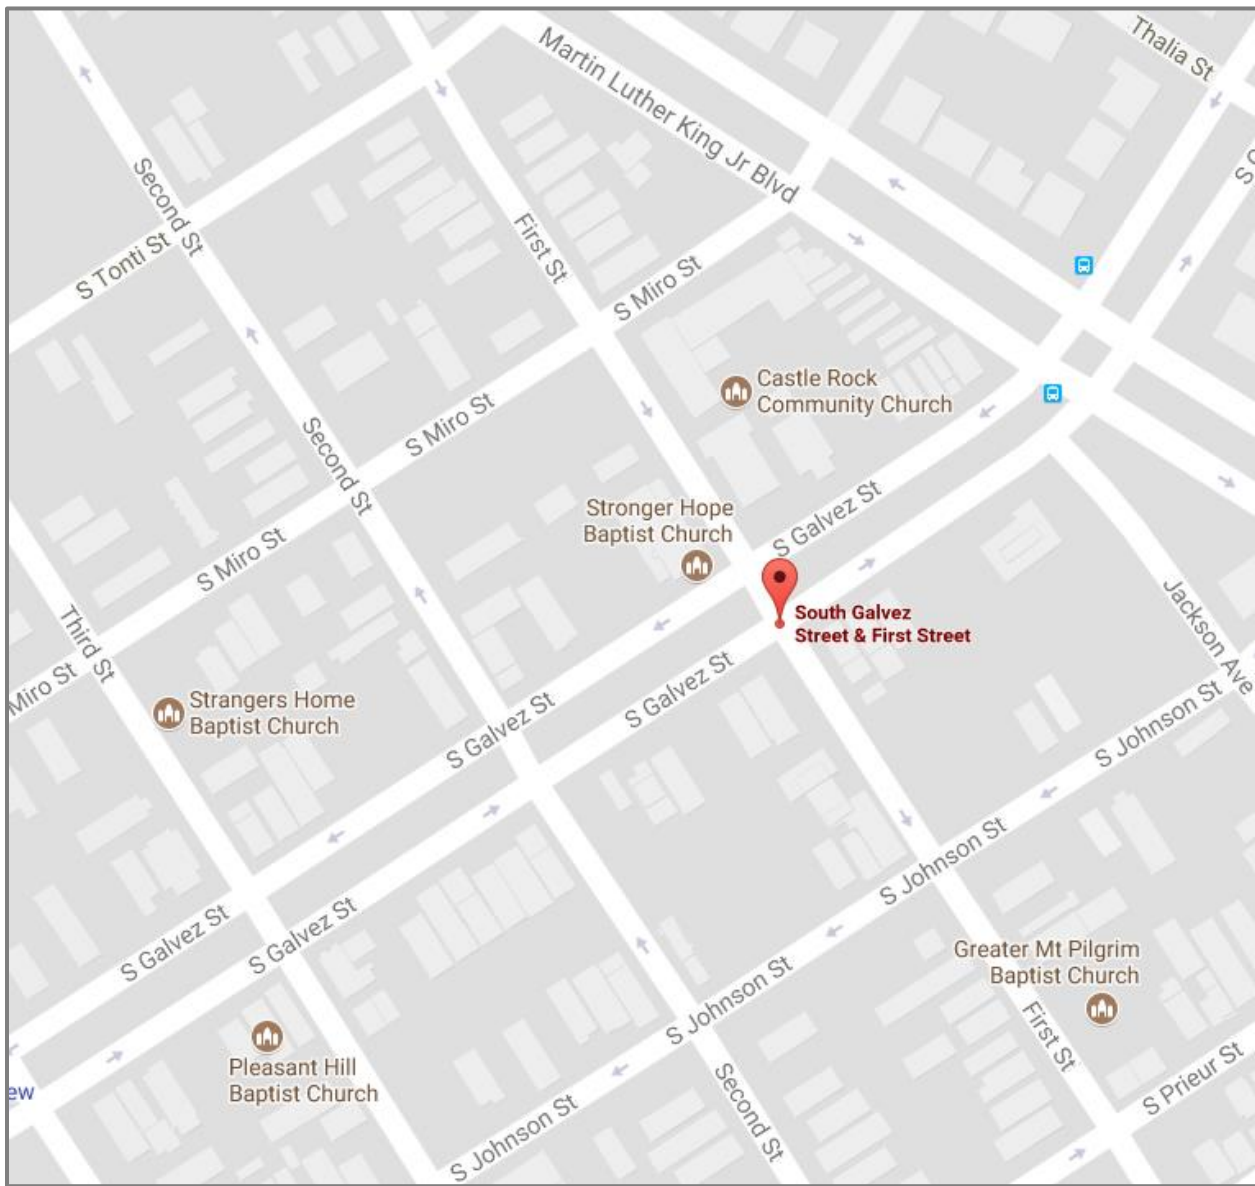 Thalia St
Martin Luther King Jr Blvd
S
Second St
First St
S Tonti St
S Miro St
Castle Rock
Community Church
S Miro St
Second St
Stronger Hope
Baptist Church
S Galvez St
S Miro St
South Galvez
Street & First Street
Third St
Jackson Ave
Miro St
Strangers Home
Baptist Church
S Galvez St
S Galvez St
S Johnson St
S Johnson St
S Galvez St
S Galvez St
Greater Mt Pilgrim
Baptist Church
S Johnson St
First St
Pleasant Hill
Baptist Church
ew
Second St
S Prieur St
S Johnson St